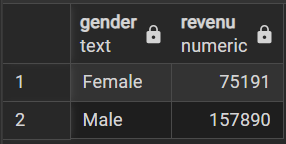 gender revenu
text numeric
1 Female 75191
2 Male 157890